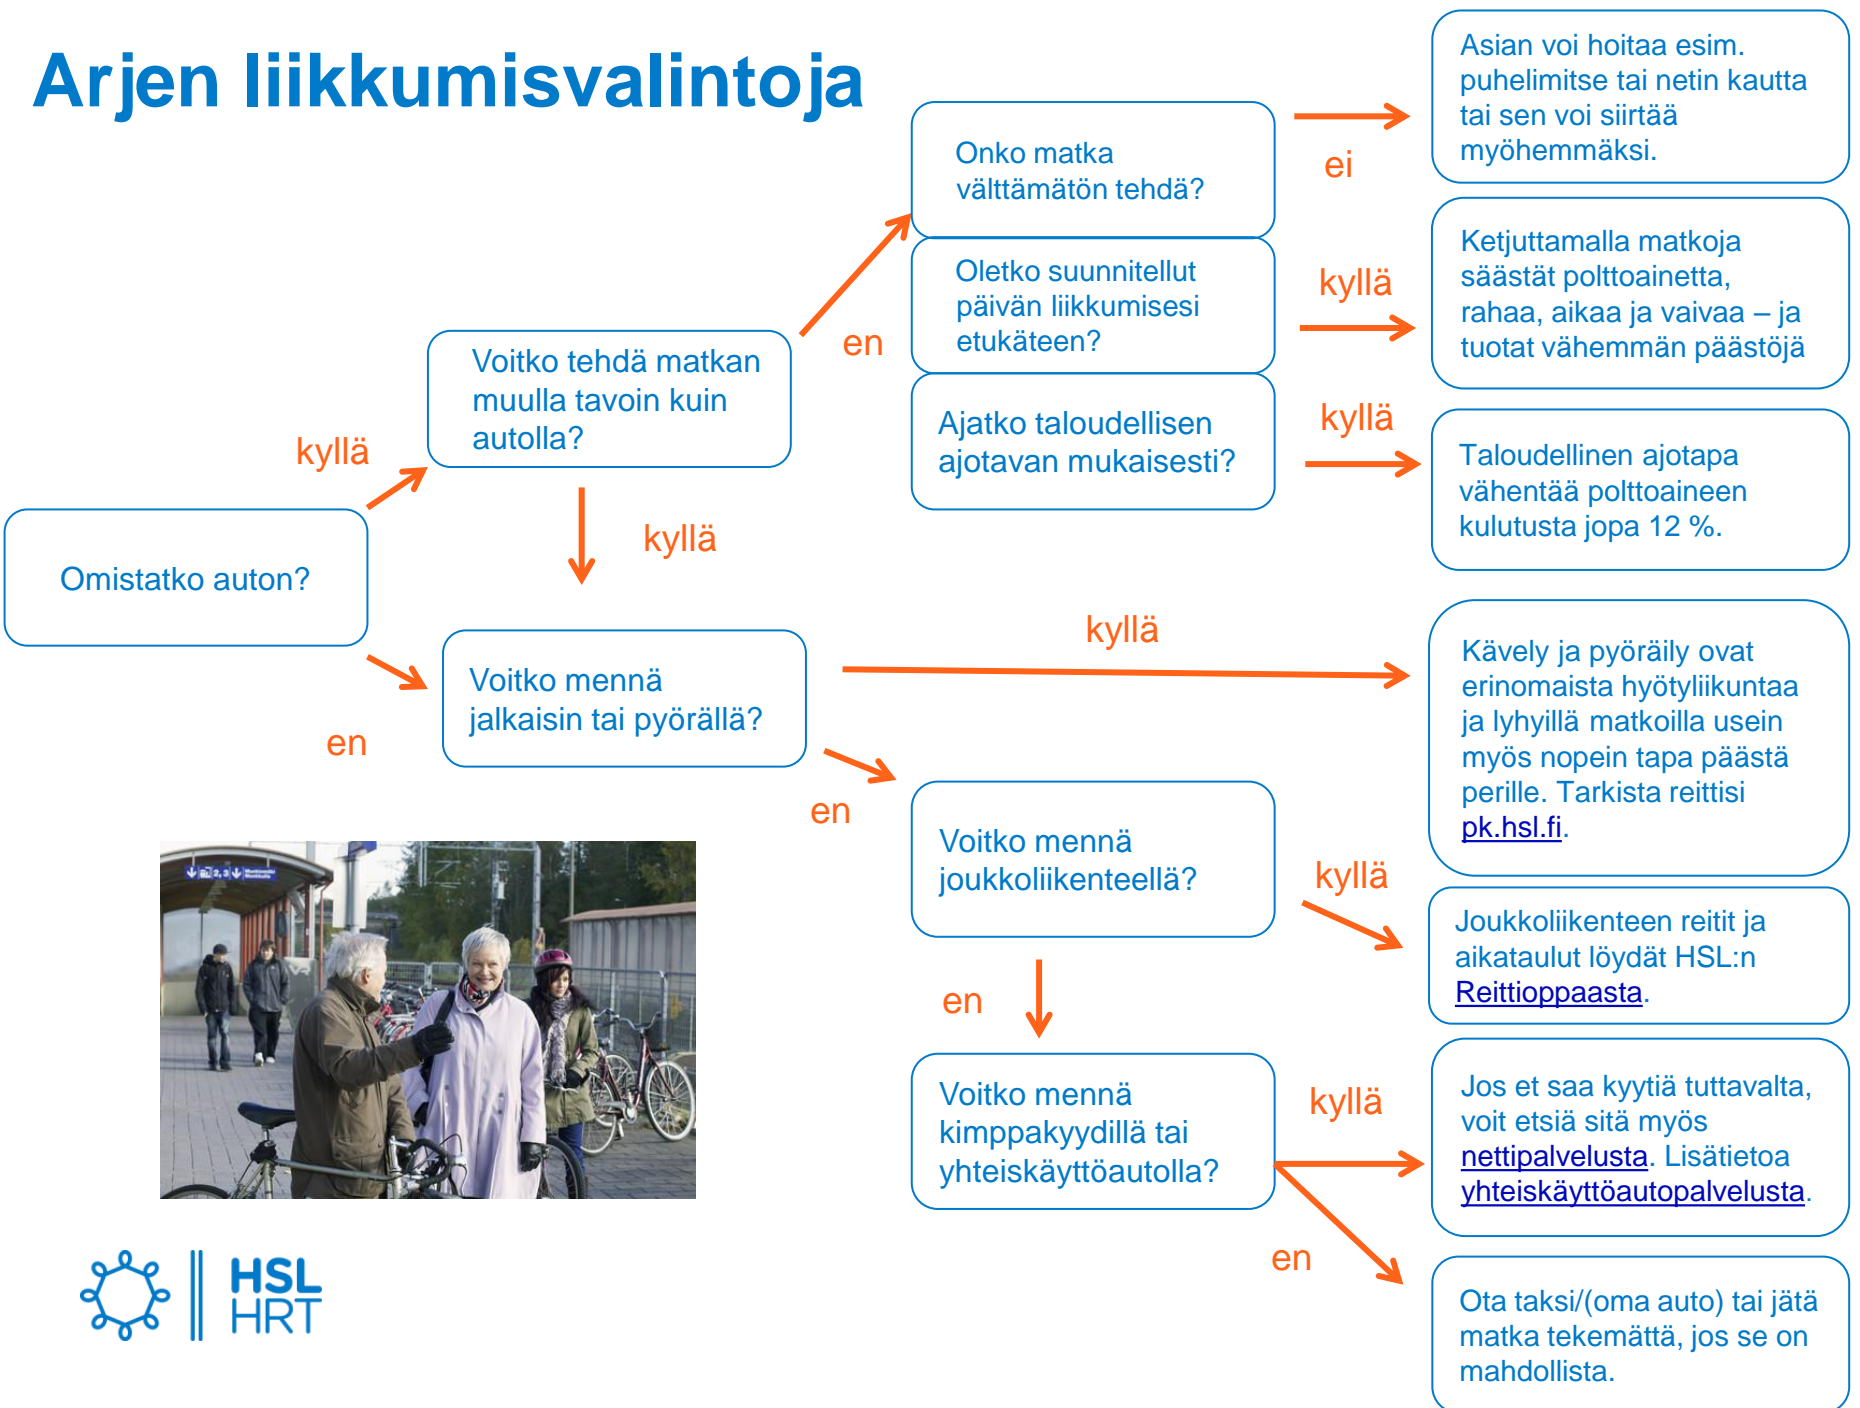 Arjen liikkumisvalintoja
Omistatko auton?
kyllä
en
Voitko tehdä matkan
muulla tavoin kuin
autolla?
en
kyllä
Onko matka
välttämätön tehdä?
ei
Asian voi hoitaa esim.
puhelimitse tai netin kautta
tai sen voi siirtää
myöhemmäksi.
Oletko suunnitellut
päivän liikkumisesi
etukäteen?
kyllä
Ketjuttamalla matkoja
säästät polttoainetta,
rahaa, aikaa ja vaivaa – ja
tuotat vähemmän päästöjä
Ajatko taloudellisen
ajotavan mukaisesti?
kyllä
Taloudellinen ajotapa
vähentää polttoaineen
kulutusta jopa 12 %.
Voitko mennä
jalkaisin tai pyörällä?
kyllä
Kävely ja pyöräily ovat
erinomaista hyötyliikuntaa
ja lyhyillä matkoilla usein
myös nopein tapa päästä
perille. Tarkista reittisi
pk.hsl.fi.
en
Voitko mennä
joukkoliikenteellä?
kyllä
Joukkoliikenteen reitit ja
aikataulut löydät HSL:n
Reittioppaasta.
en
Voitko mennä
kimppakyydillä tai
yhteiskäyttöautolla?
kyllä
Jos et saa kyytiä tuttavalta,
voit etsiä sitä myös
nettipalvelusta. Lisätietoa
yhteiskäyttöautopalvelusta.
en
Ota taksi/(oma auto) tai jätä
matka tekemättä, jos se on
mahdollista.
2, 3
HSL
HRT